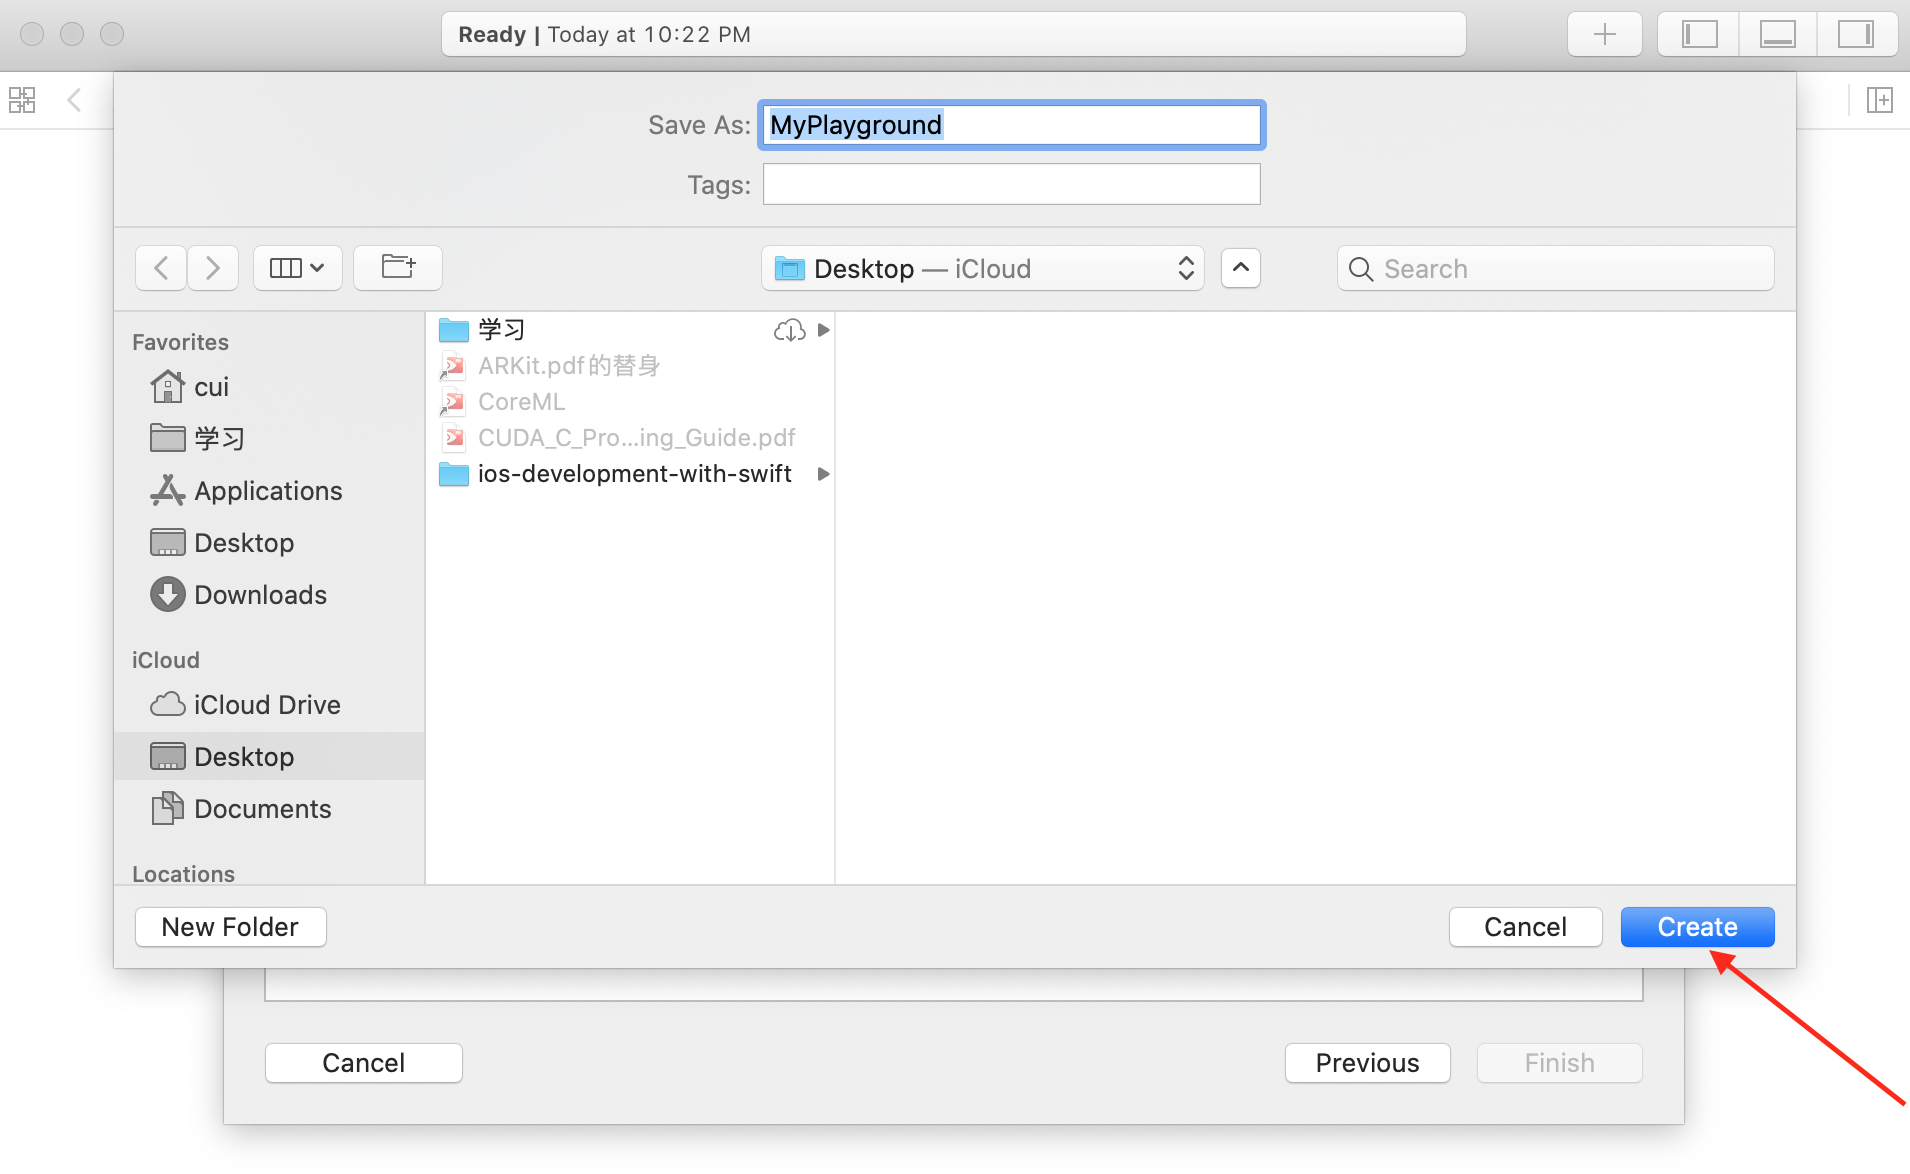 Ready | Today at 10:22 PM
Save As: MyPlayground
Tags:
Desktop — iCloud
Search
Favorites
cui
学习
Applications
Desktop
Downloads
iCloud
iCloud Drive
Desktop
Documents
Locations
学习
ARKit.pdf的替身
CoreML
CUDA_C_Pro...ing_Guide.pdf
ios-development-with-swift
New Folder
Cancel
Create
Cancel
Previous
Finish